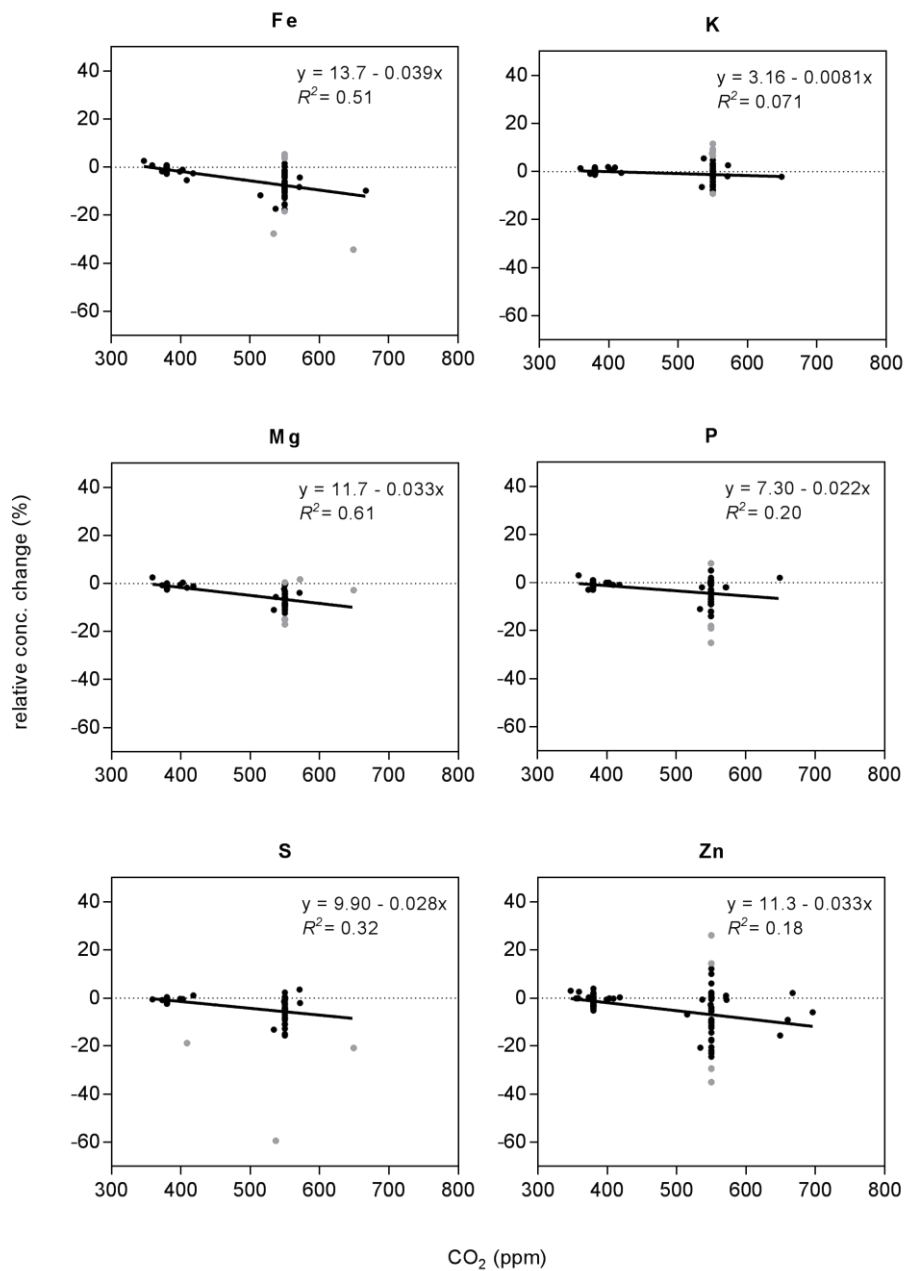 Fe
y = 13.7 - 0.039x
R² = 0.51
40
20
0
-20
-40
-60
300 400 500 600 700 800
K
y = 3.16 - 0.0081x
R² = 0.071
40
20
0
-20
-40
-60
300 400 500 600 700 800
Mg
y = 11.7 - 0.033x
R² = 0.61
40
20
0
-20
-40
-60
300 400 500 600 700 800
P
y = 7.30 - 0.022x
R² = 0.20
40
20
0
-20
-40
-60
300 400 500 600 700 800
relative conc. change (%)
S
y = 9.90 - 0.028x
R² = 0.32
40
20
0
-20
-40
-60
300 400 500 600 700 800
Zn
y = 11.3 - 0.033x
R² = 0.18
40
20
0
-20
-40
-60
300 400 500 600 700 800
CO₂ (ppm)